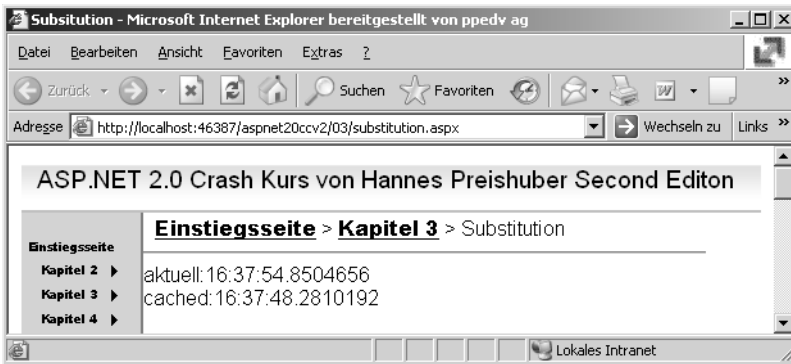 Subsitution - Microsoft Internet Explorer bereitgestellt von ppedv ag
Datei Bearbeiten Ansicht Favoriten Extras ?
Zurück Suchen Favoriten »
Adresse http://localhost:46387/aspnet20ccv2/03/substitution.aspx Wechseln zu Links »
ASP.NET 2.0 Crash Kurs von Hannes Preishuber Second Editon
Einstiegsseite > Kapitel 3 > Substitution
Einstiegsseite
Kapitel 2
Kapitel 3
Kapitel 4
aktuell:16:37:54.8504656
cached:16:37:48.2810192
Lokales Intranet